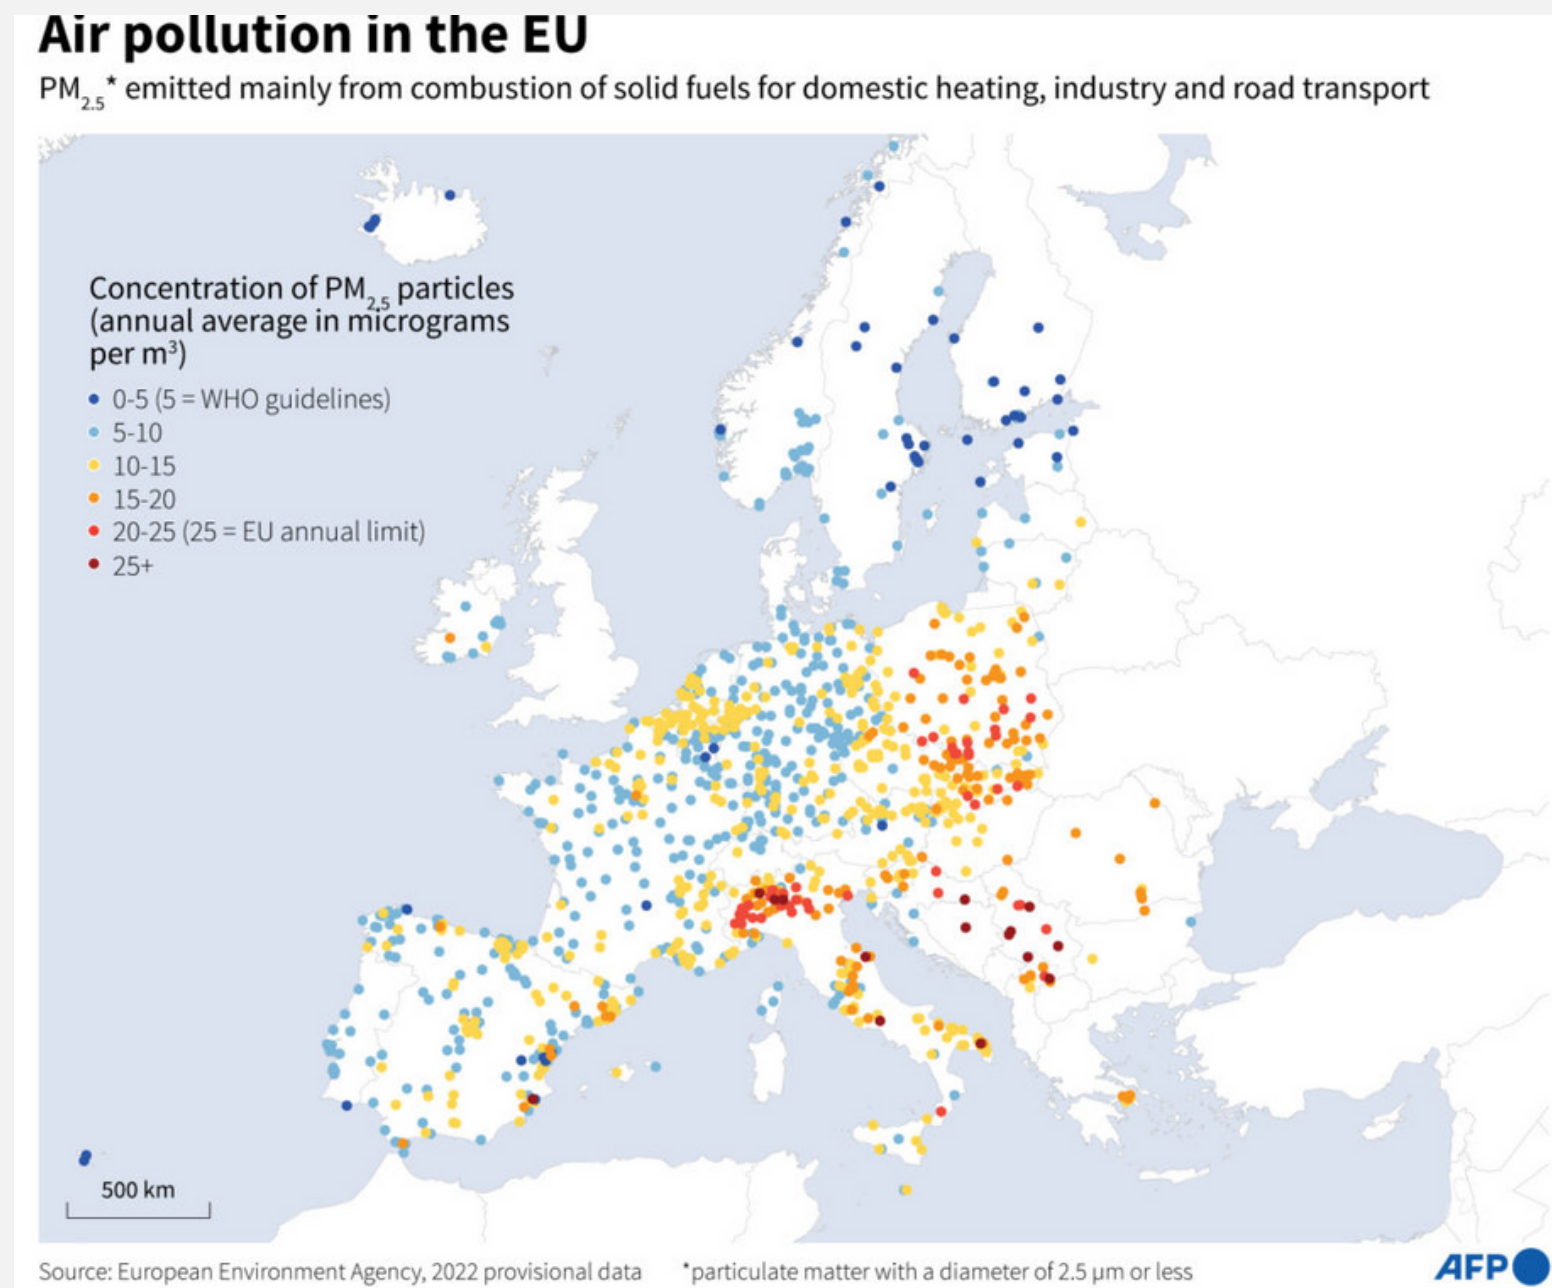 Air pollution in the EU
PM2.5* emitted mainly from combustion of solid fuels for domestic heating, industry and road transport
Concentration of PM2.5 particles
(annual average in micrograms
per m³)
0-5 (5 = WHO guidelines)
5-10
10-15
15-20
20-25 (25 = EU annual limit)
25+
500 km
Source: European Environment Agency, 2022 provisional data *particulate matter with a diameter of 2.5 µm or less
AFP